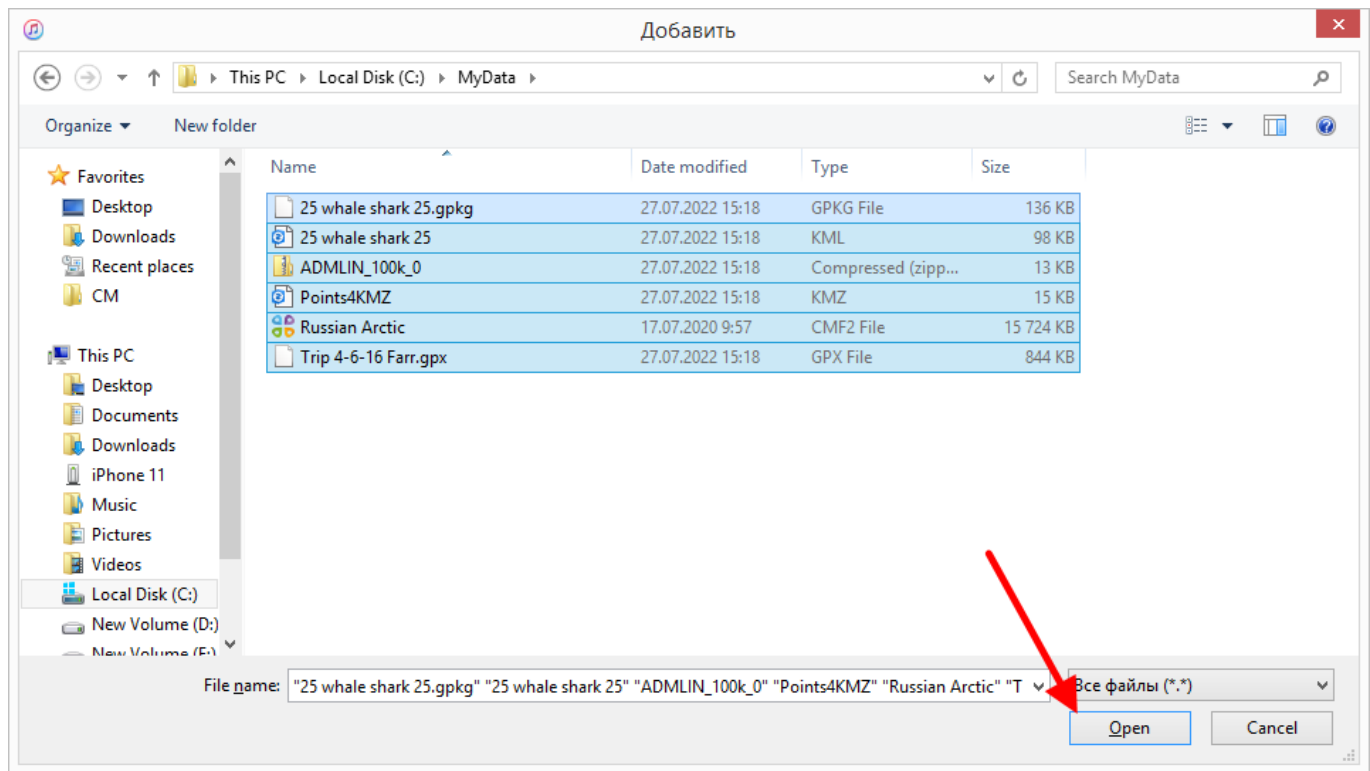 Добавить
This PC Local Disk (C:) MyData
Search MyData
Organize New folder
Name Date modified Type Size
Favorites
Desktop
Downloads
Recent places
CM
This PC
Desktop
Documents
Downloads
iPhone 11
Music
Pictures
Videos
Local Disk (C:)
New Volume (D:)
New Volume (F:)
25 whale shark 25.gpkg 27.07.2022 15:18 GPKG File 136 KB
25 whale shark 25 27.07.2022 15:18 KML 98 KB
ADMLIN_100k_0 27.07.2022 15:18 Compressed (zipp... 13 KB
Points4KMZ 27.07.2022 15:18 KMZ 15 KB
Russian Arctic 17.07.2020 9:57 CMF2 File 15 724 KB
Trip 4-6-16 Farr.gpx 27.07.2022 15:18 GPX File 844 KB
File name: "25 whale shark 25.gpkg" "25 whale shark 25" "ADMLIN_100k_0" "Points4KMZ" "Russian Arctic" "T
Все файлы (*.*)
Open Cancel